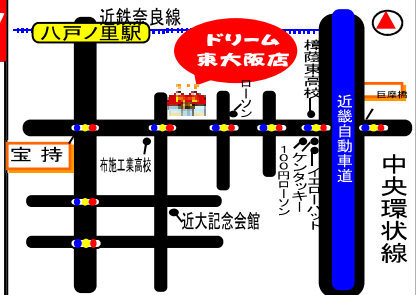 近鉄奈良線
八戸ノ里駅
ドリーム
東大阪店
樟蔭東高校
ローソン
巨摩橋
近畿自動車道
宝持
布施工業高校
100円ローソン
ケンタッキー
イエローハット
中央環状線
近大記念会館